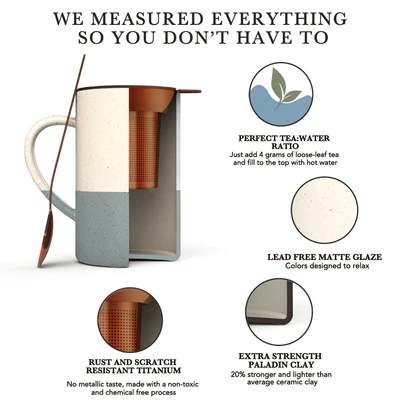 WE MEASURED EVERYTHING
SO YOU DON'T HAVE TO
PERFECT TEA:WATER
RATIO
Just add 4 grams of loose-leaf tea
and fill to the top with hot water
LEAD FREE MATTE GLAZE
Colors designed to relax
RUST AND SCRATCH
RESISTANT TITANIUM
No metallic taste, made with a non-toxic
and chemical free process
EXTRA STRENGTH
PALADIN CLAY
20% stronger and lighter than
average ceramic clay